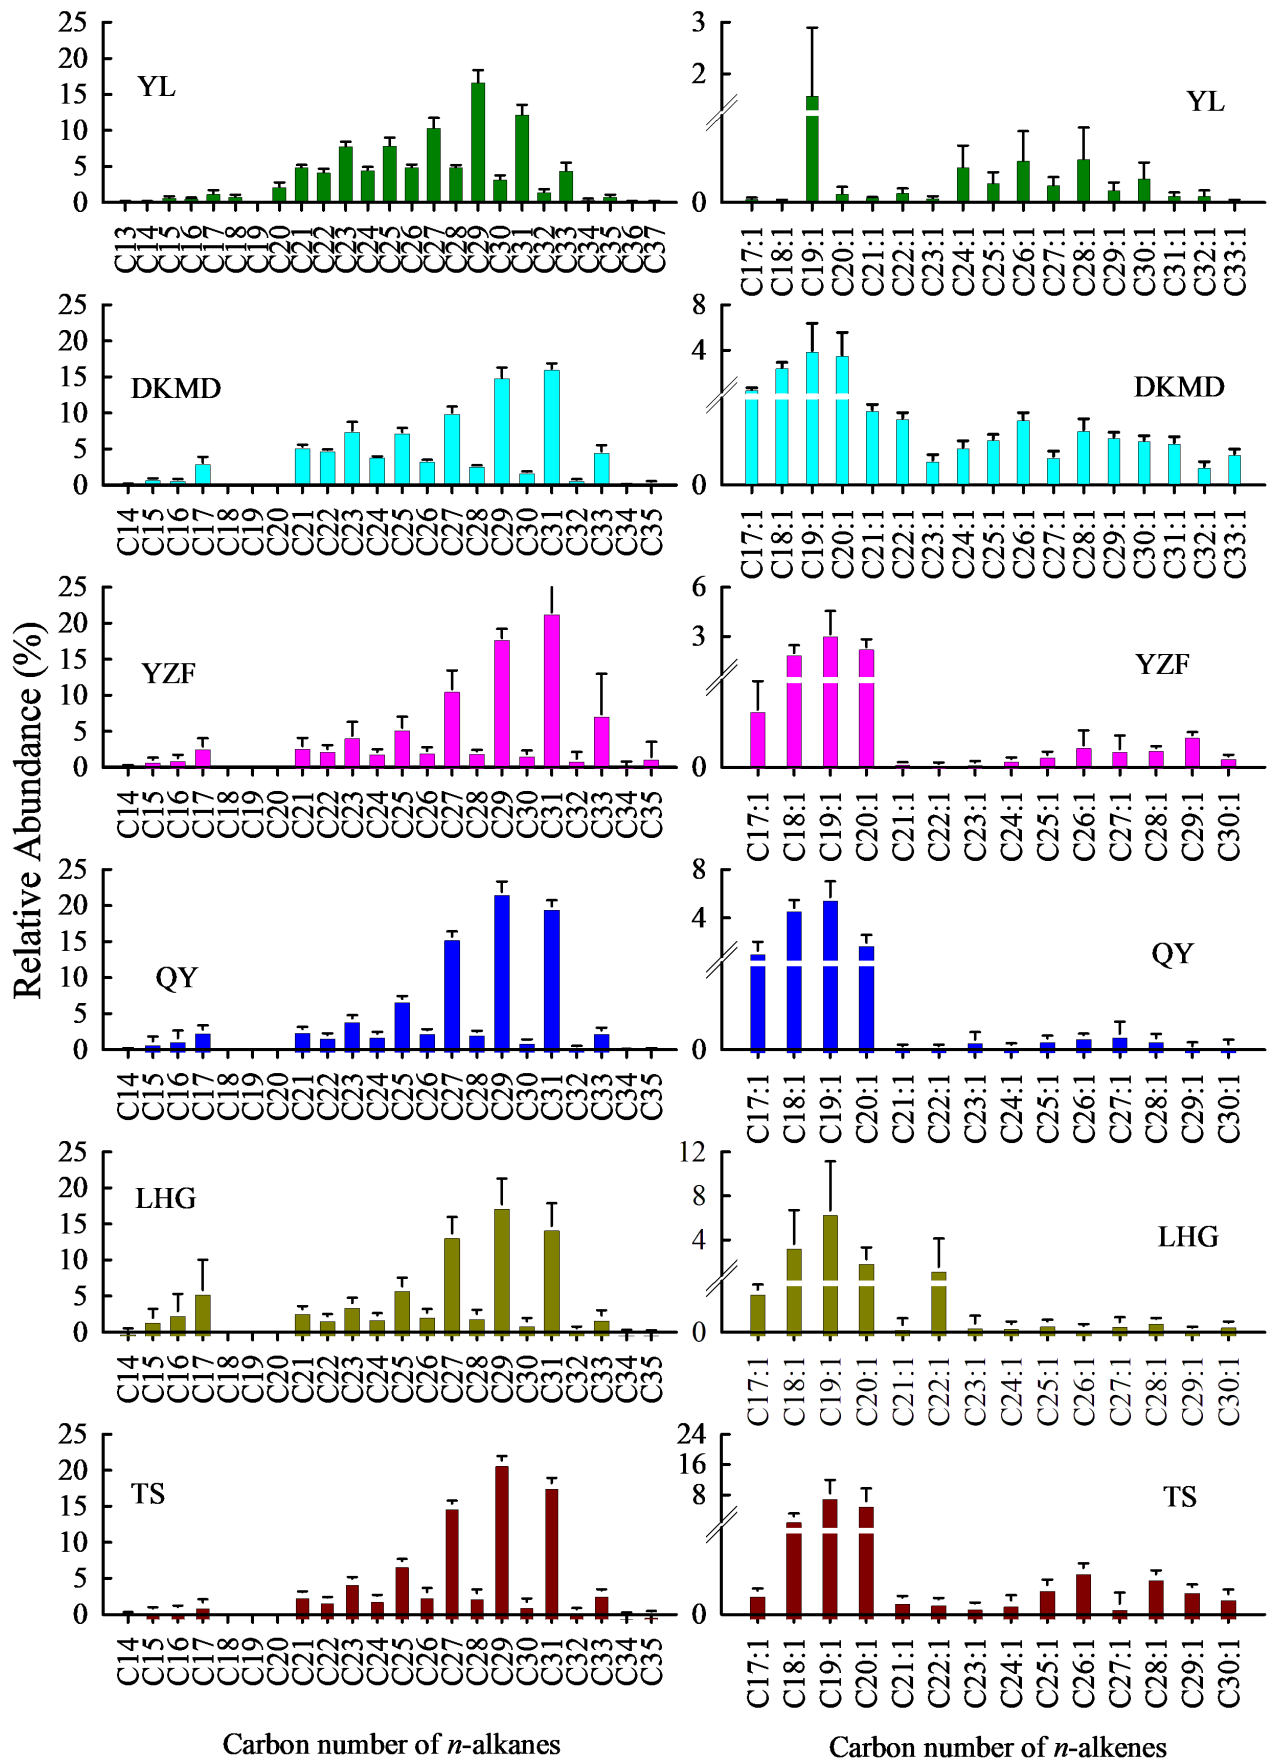 Relative Abundance (%)
25
20
15
10
5
0
YL
C13 C14 C15 C16 C17 C18 C19 C20 C21 C22 C23 C24 C25 C26 C27 C28 C29 C30 C31 C32 C33 C34 C35 C36 C37
3
2
0
YL
C17:1 C18:1 C19:1 C20:1 C21:1 C22:1 C23:1 C24:1 C25:1 C26:1 C27:1 C28:1 C29:1 C30:1 C31:1 C32:1 C33:1
25
20
15
10
5
0
DKMD
C14 C15 C16 C17 C18 C19 C20 C21 C22 C23 C24 C25 C26 C27 C28 C29 C30 C31 C32 C33 C34 C35
8
4
0
DKMD
C17:1 C18:1 C19:1 C20:1 C21:1 C22:1 C23:1 C24:1 C25:1 C26:1 C27:1 C28:1 C29:1 C30:1 C31:1 C32:1 C33:1
25
20
15
10
5
0
YZF
C14 C15 C16 C17 C18 C19 C20 C21 C22 C23 C24 C25 C26 C27 C28 C29 C30 C31 C32 C33 C34 C35
6
3
0
YZF
C17:1 C18:1 C19:1 C20:1 C21:1 C22:1 C23:1 C24:1 C25:1 C26:1 C27:1 C28:1 C29:1 C30:1
25
20
15
10
5
0
QY
C14 C15 C16 C17 C18 C19 C20 C21 C22 C23 C24 C25 C26 C27 C28 C29 C30 C31 C32 C33 C34 C35
8
4
0
QY
C17:1 C18:1 C19:1 C20:1 C21:1 C22:1 C23:1 C24:1 C25:1 C26:1 C27:1 C28:1 C29:1 C30:1
25
20
15
10
5
0
LHG
C14 C15 C16 C17 C18 C19 C20 C21 C22 C23 C24 C25 C26 C27 C28 C29 C30 C31 C32 C33 C34 C35
12
8
4
0
LHG
C17:1 C18:1 C19:1 C20:1 C21:1 C22:1 C23:1 C24:1 C25:1 C26:1 C27:1 C28:1 C29:1 C30:1
25
20
15
10
5
0
TS
C14 C15 C16 C17 C18 C19 C20 C21 C22 C23 C24 C25 C26 C27 C28 C29 C30 C31 C32 C33 C34 C35
24
16
8
0
TS
C17:1 C18:1 C19:1 C20:1 C21:1 C22:1 C23:1 C24:1 C25:1 C26:1 C27:1 C28:1 C29:1 C30:1
Carbon number of n-alkanes
Carbon number of n-alkenes